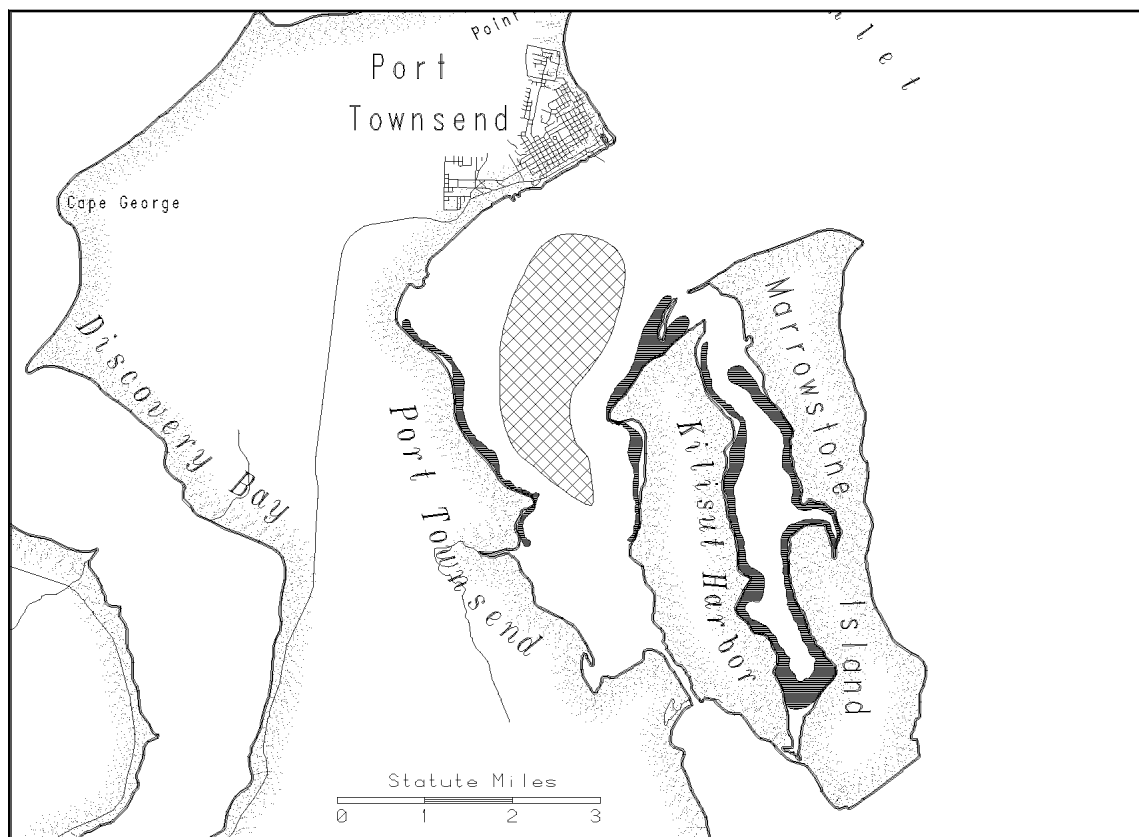 Point
nlet
Port
Townsend
Cape George
Discovery Bay
Port Townsend
Kilisut Harbor
Marrowstone
Island
Statute Miles
0 1 2 3